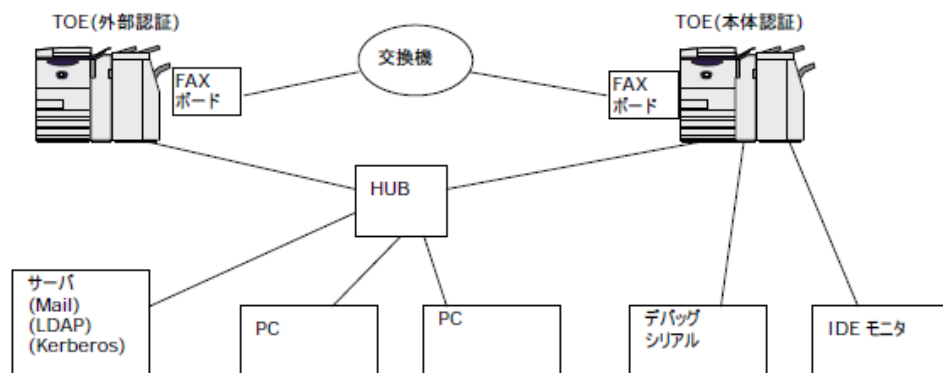 TOE(外部認証)
TOE(本体認証)
交換機
FAX
ボード
FAX
ボード
HUB
サーバ
(Mail)
(LDAP)
(Kerberos)
PC
PC
デバッグ
シリアル
IDE モニタ